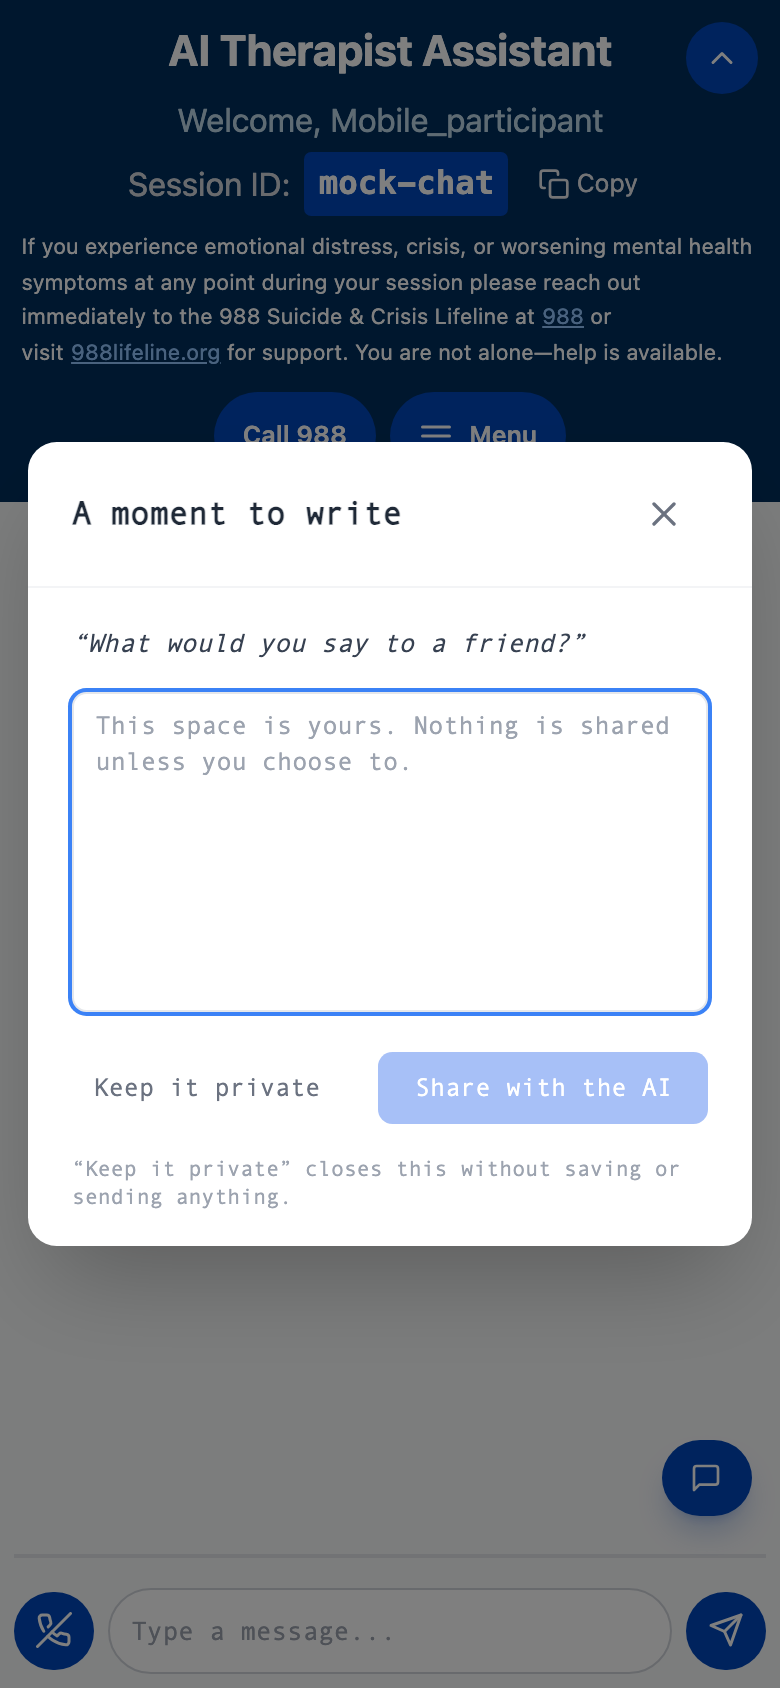 AI Therapist Assistant
Welcome, Mobile_participant
Session ID: mock-chat Copy
If you experience emotional distress, crisis, or worsening mental health
symptoms at any point during your session please reach out
immediately to the 988 Suicide & Crisis Lifeline at 988 or
visit 988lifeline.org for support. You are not alone—help is available.
Call 988 Menu
A moment to write
“What would you say to a friend?”
This space is yours. Nothing is shared
unless you choose to.
Keep it private Share with the AI
“Keep it private” closes this without saving or
sending anything.
Type a message...